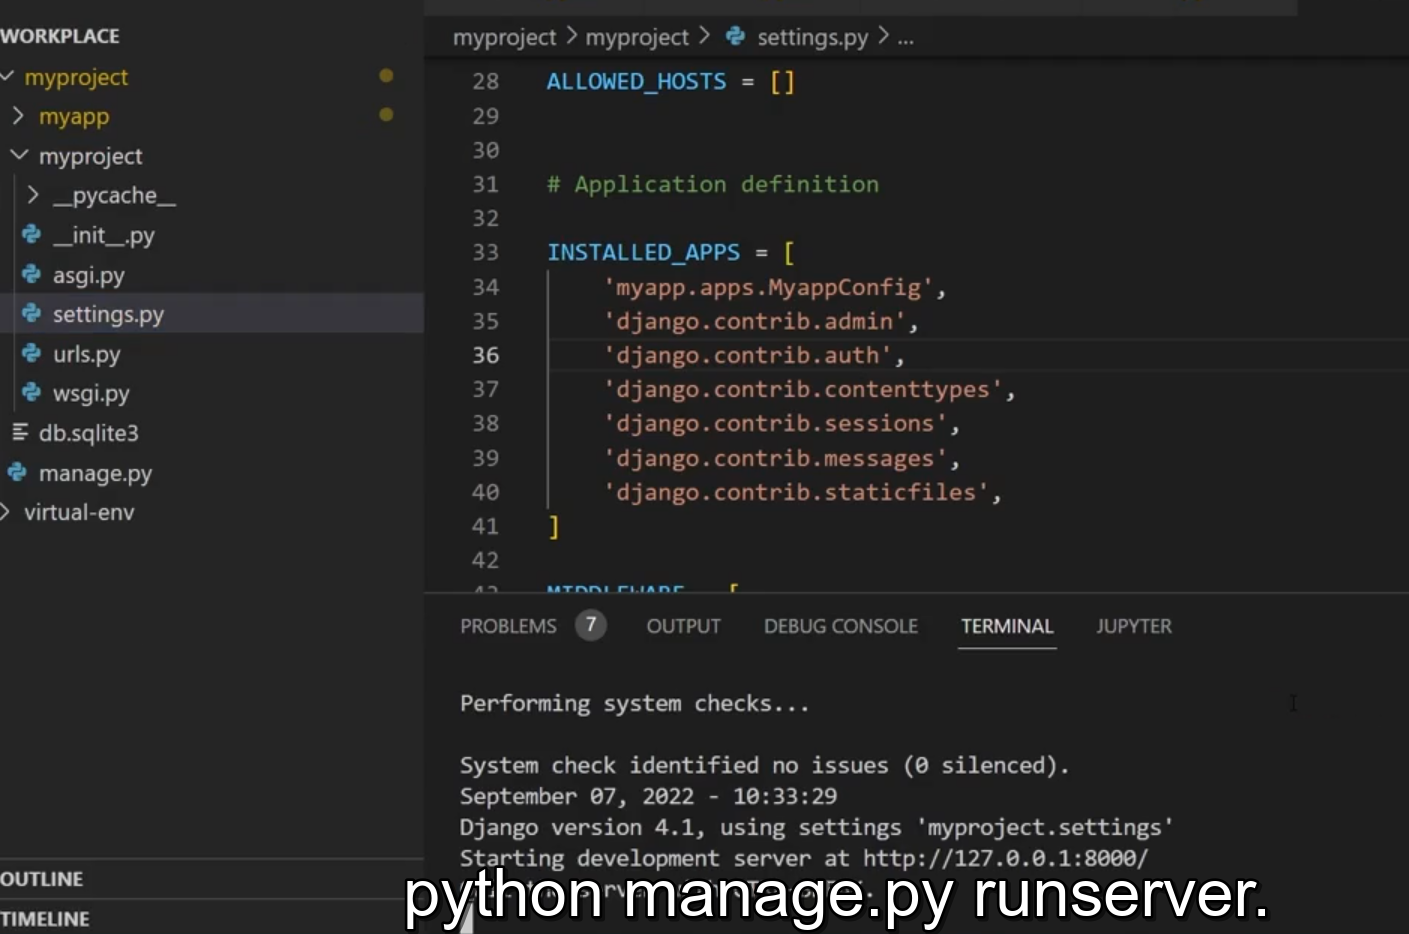 WORKPLACE
myproject
myapp
myproject
__pycache__
__init__.py
asgi.py
settings.py
urls.py
wsgi.py
db.sqlite3
manage.py
virtual-env
OUTLINE
TIMELINE
myproject > myproject > settings.py > ...
28 ALLOWED_HOSTS = []
29
30
31 # Application definition
32
33 INSTALLED_APPS = [
34 'myapp.apps.MyappConfig',
35 'django.contrib.admin',
36 'django.contrib.auth',
37 'django.contrib.contenttypes',
38 'django.contrib.sessions',
39 'django.contrib.messages',
40 'django.contrib.staticfiles',
41 ]
42
43 MIDDLEWARE = [
PROBLEMS 7 OUTPUT DEBUG CONSOLE TERMINAL JUPYTER
Performing system checks...
System check identified no issues (0 silenced).
September 07, 2022 - 10:33:29
Django version 4.1, using settings 'myproject.settings'
Starting development server at http://127.0.0.1:8000/
python manage.py runserver.